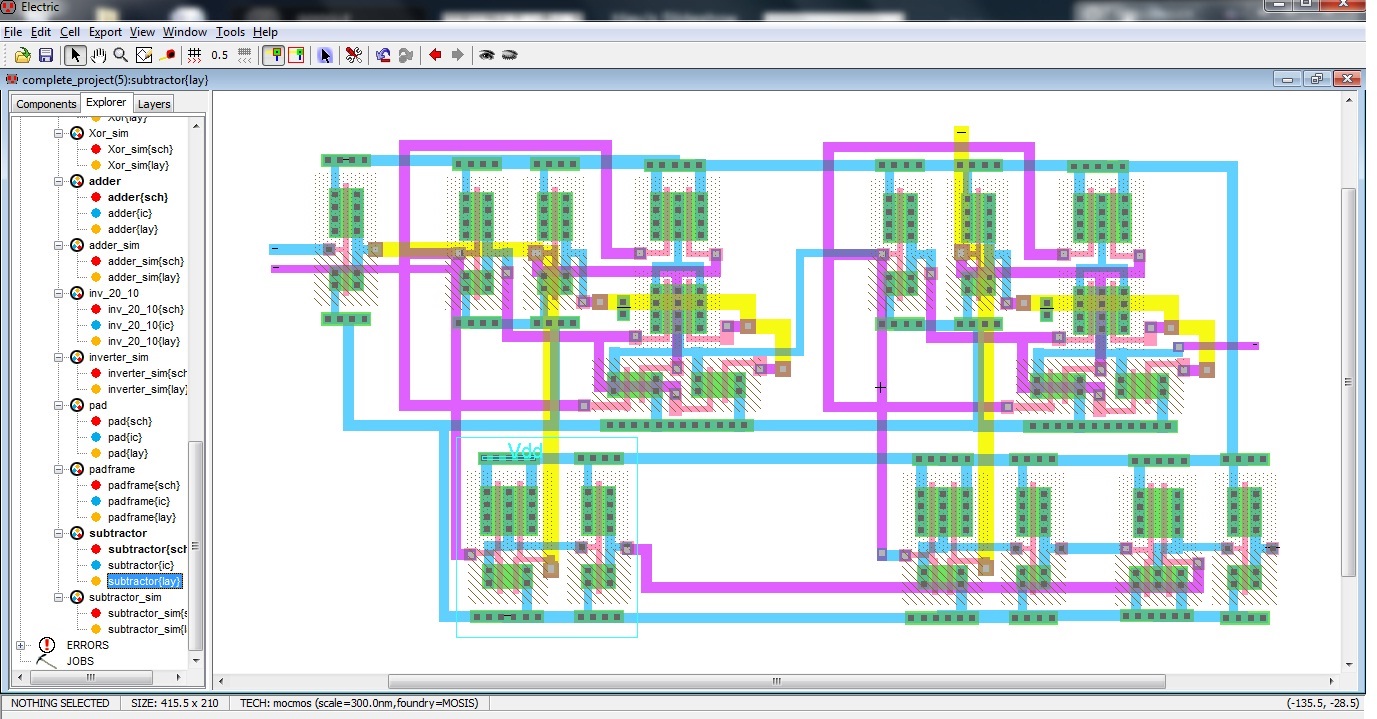 Electric
File Edit Cell Export View Window Tools Help
0.5
complete_project(5):subtractor{lay}
Components Explorer Layers
Xor{lay}
Xor_sim
Xor_sim{sch}
Xor_sim{lay}
adder
adder{sch}
adder{ic}
adder{lay}
adder_sim
adder_sim{sch}
adder_sim{lay}
inv_20_10
inv_20_10{sch}
inv_20_10{ic}
inv_20_10{lay}
inverter_sim
inverter_sim{sch
inverter_sim{lay}
pad
pad{sch}
pad{ic}
pad{lay}
padframe
padframe{sch}
padframe{ic}
padframe{lay}
subtractor
subtractor{sch
subtractor{ic}
subtractor{lay}
subtractor_sim
subtractor_sim{s
subtractor_sim{l
ERRORS
JOBS
Vdd
NOTHING SELECTED SIZE: 415.5 x 210 TECH: mocmos (scale=300.0nm,foundry=MOSIS) (-135.5, -28.5)